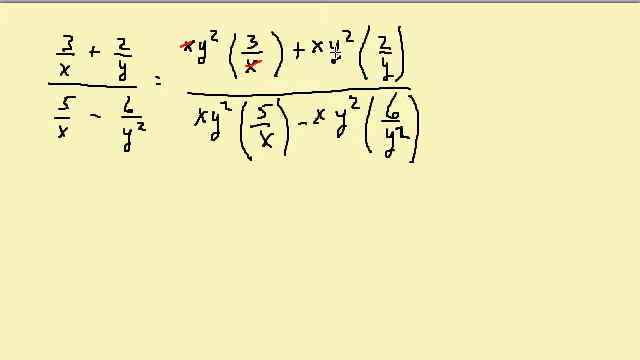 3/x + 2/y = xy²(3/x) + xy²(2/y)
5/x - 6/y² xy²(5/x) - xy²(6/y²)